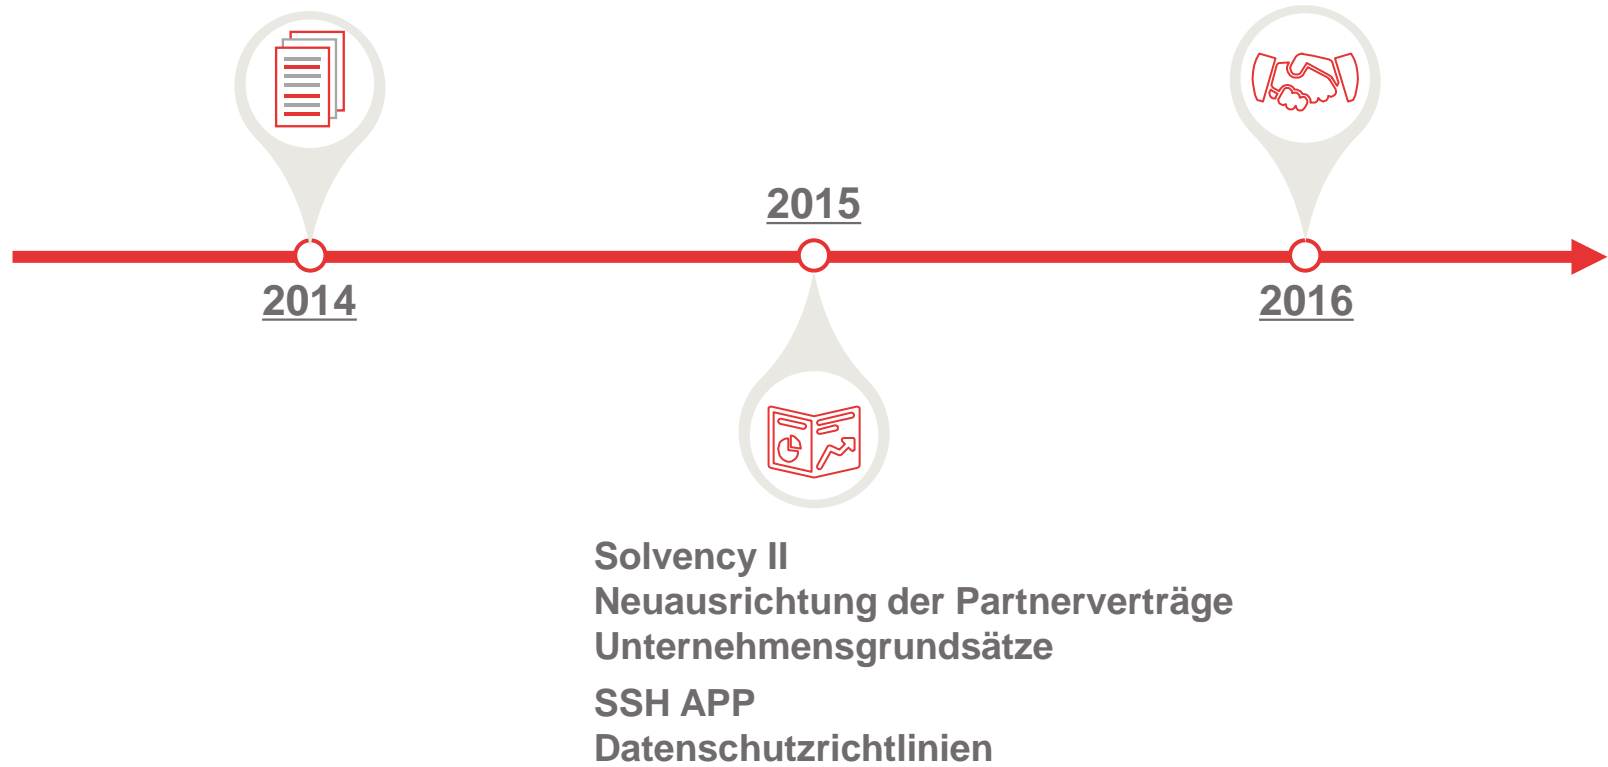 2015
2014
2016
Solvency II
Neuausrichtung der Partnerverträge
Unternehmensgrundsätze
SSH APP
Datenschutzrichtlinien